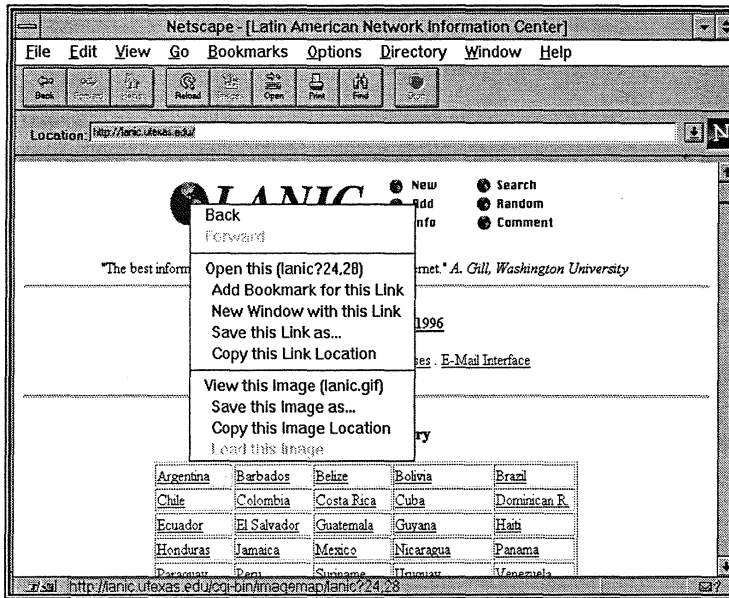 Netscape - [Latin American Network Information Center]
File Edit View Go Bookmarks Options Directory Window Help
Back Forward Home Reload Images Open Print Find Stop
Location: http://lanic.utexas.edu/
N
LANIC
New Search
Add Random
Info Comment
Back
Forward
"The best inform
ernet." A. Gill, Washington University
Open this (lanic?24,28)
Add Bookmark for this Link
New Window with this Link
1996
Save this Link as...
Copy this Link Location
ses . E-Mail Interface
View this Image (lanic.gif)
Save this Image as...
Copy this Image Location
ry
Load this Image
Argentina Barbados Belize Bolivia Brazil
Chile Colombia Costa Rica Cuba Dominican R.
Ecuador El Salvador Guatemala Guyana Haiti
Honduras Jamaica Mexico Nicaragua Panama
Paraguay Peru Suriname Uruguay Venezuela
http://lanic.utexas.edu/cgi-bin/imagemap/lanic?24,28
?